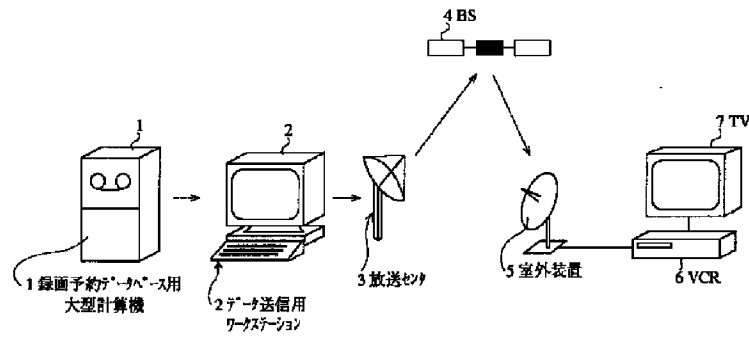 4 BS
1
2
7 TV
1 録画予約ﾃﾞｰﾀﾍﾞｰｽ用
大型計算機
2 ﾃﾞｰﾀ送信用
ﾜｰｸｽﾃｰｼｮﾝ
3 放送ｾﾝﾀ
5 室外装置
6 VCR